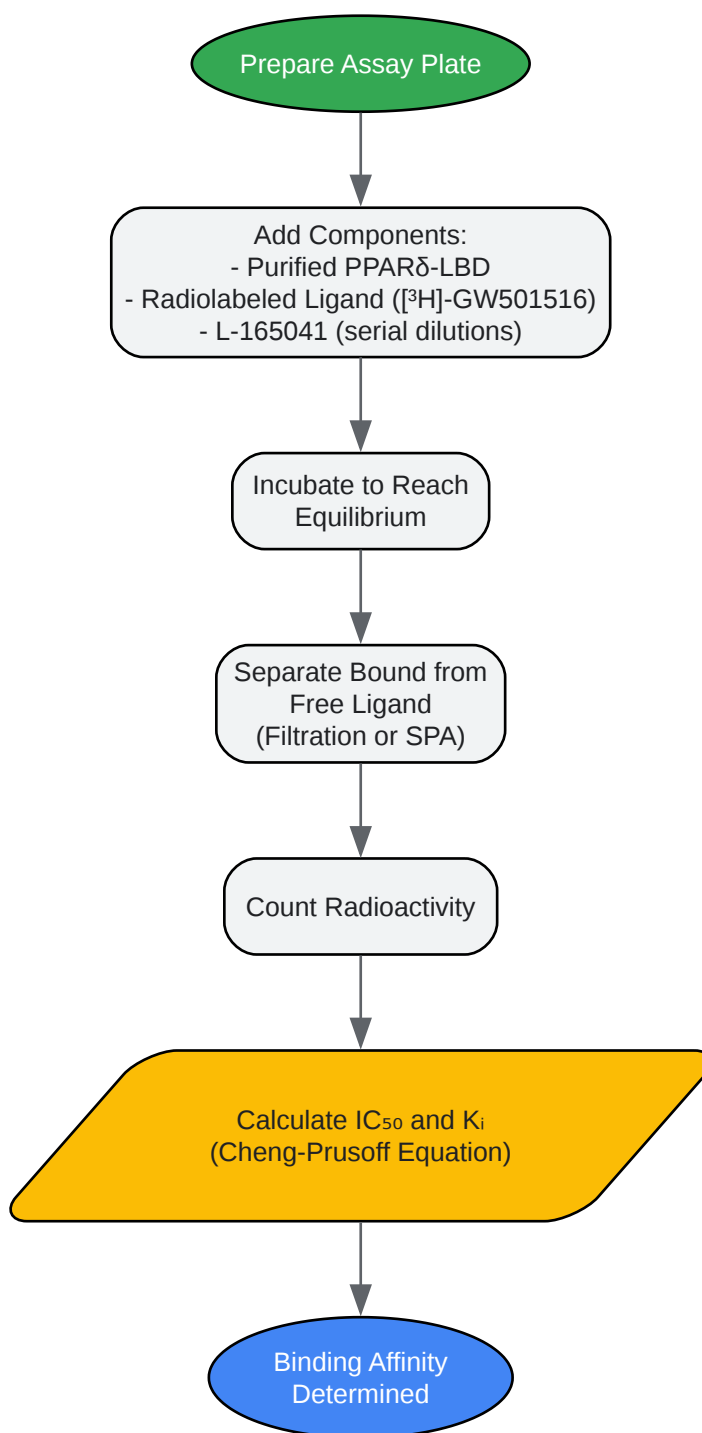 Prepare Assay Plate
Add Components:
- Purified PPARδ-LBD
- Radiolabeled Ligand ([³H]-GW501516)
- L-165041 (serial dilutions)
Incubate to Reach
Equilibrium
Separate Bound from
Free Ligand
(Filtration or SPA)
Count Radioactivity
Calculate IC₅₀ and Kᵢ
(Cheng-Prusoff Equation)
Binding Affinity
Determined